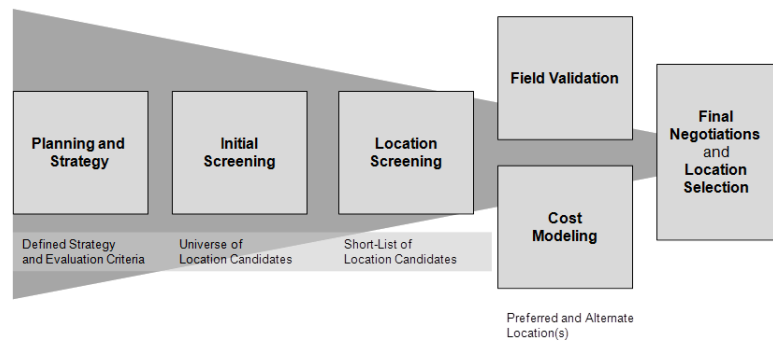 Planning and
Strategy
Initial
Screening
Location
Screening
Field Validation
Cost
Modeling
Final
Negotiations
and
Location
Selection
Defined Strategy
and Evaluation Criteria
Universe of
Location Candidates
Short-List of
Location Candidates
Preferred and Alternate
Location(s)